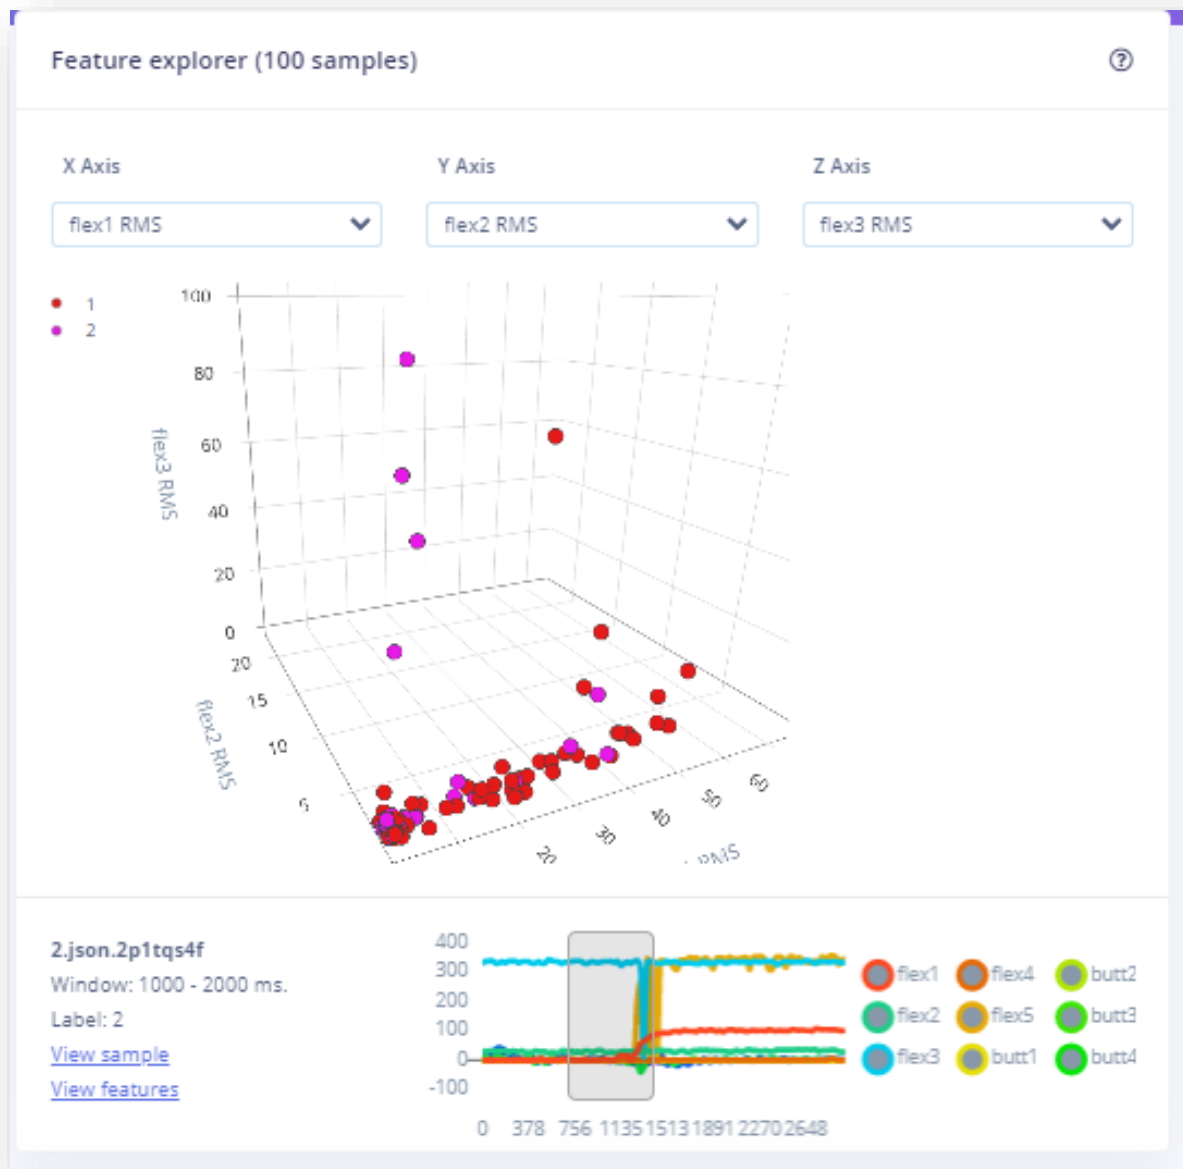 Feature explorer (100 samples)
X Axis Y Axis Z Axis
flex1 RMS flex2 RMS flex3 RMS
1
2
100
80
60
40
20
0
flex3 RMS
20
15
10
5
flex2 RMS
20
30
40
50
60
RMS
2.json.2p1tqs4f
Window: 1000 - 2000 ms.
Label: 2
View sample
View features
400
300
200
100
0
-100
0 378 756 1135 1513 1891 2270 2648
flex1 flex4 butt2
flex2 flex5 butt3
flex3 butt1 butt4